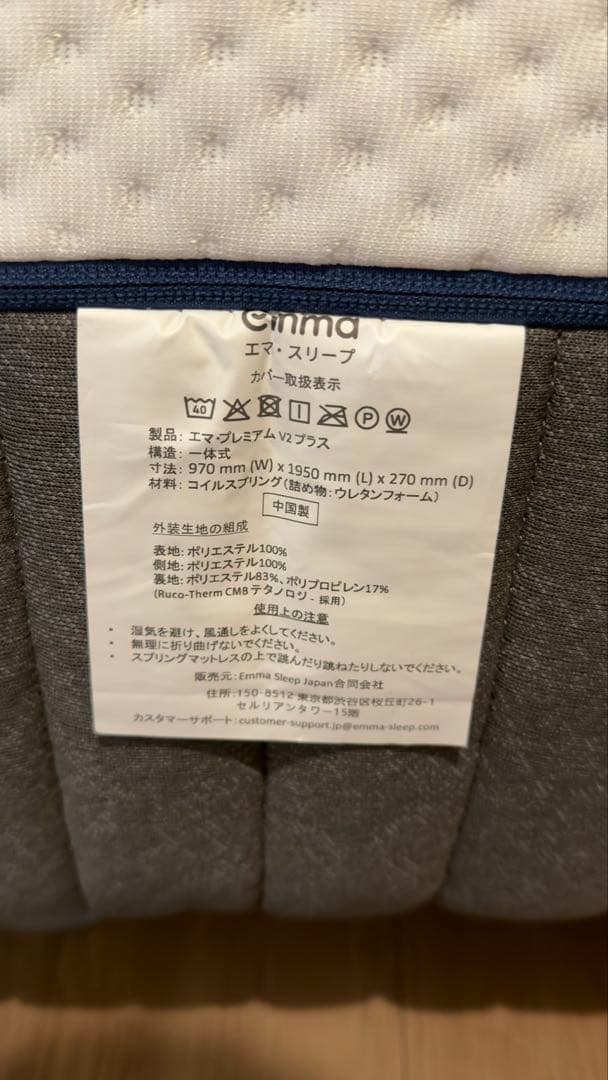 emma
エマ・スリープ
カバー取扱表示
40 P W
製品: エマ・プレミアム V2 プラス
構造: 一体式
寸法: 970 mm (W) x 1950 mm (L) x 270 mm (D)
材料: コイルスプリング(詰め物:ウレタンフォーム)
中国製
外装生地の組成
表地: ポリエステル100%
側地: ポリエステル100%
裏地: ポリエステル83%、ポリプロピレン17%
(Ruco-Therm CMB テクノロジ - 採用)
使用上の注意
• 湿気を避け、風通しをよくしてください。
• 無理に折り曲げないでください。
• スプリングマットレスの上で跳んだり跳ねたりしないでください。
販売元: Emma Sleep Japan合同会社
住所:150-8512 東京都渋谷区桜丘町26-1
セルリアンタワー15階
カスタマーサポート: customer-support.jp@emma-sleep.com